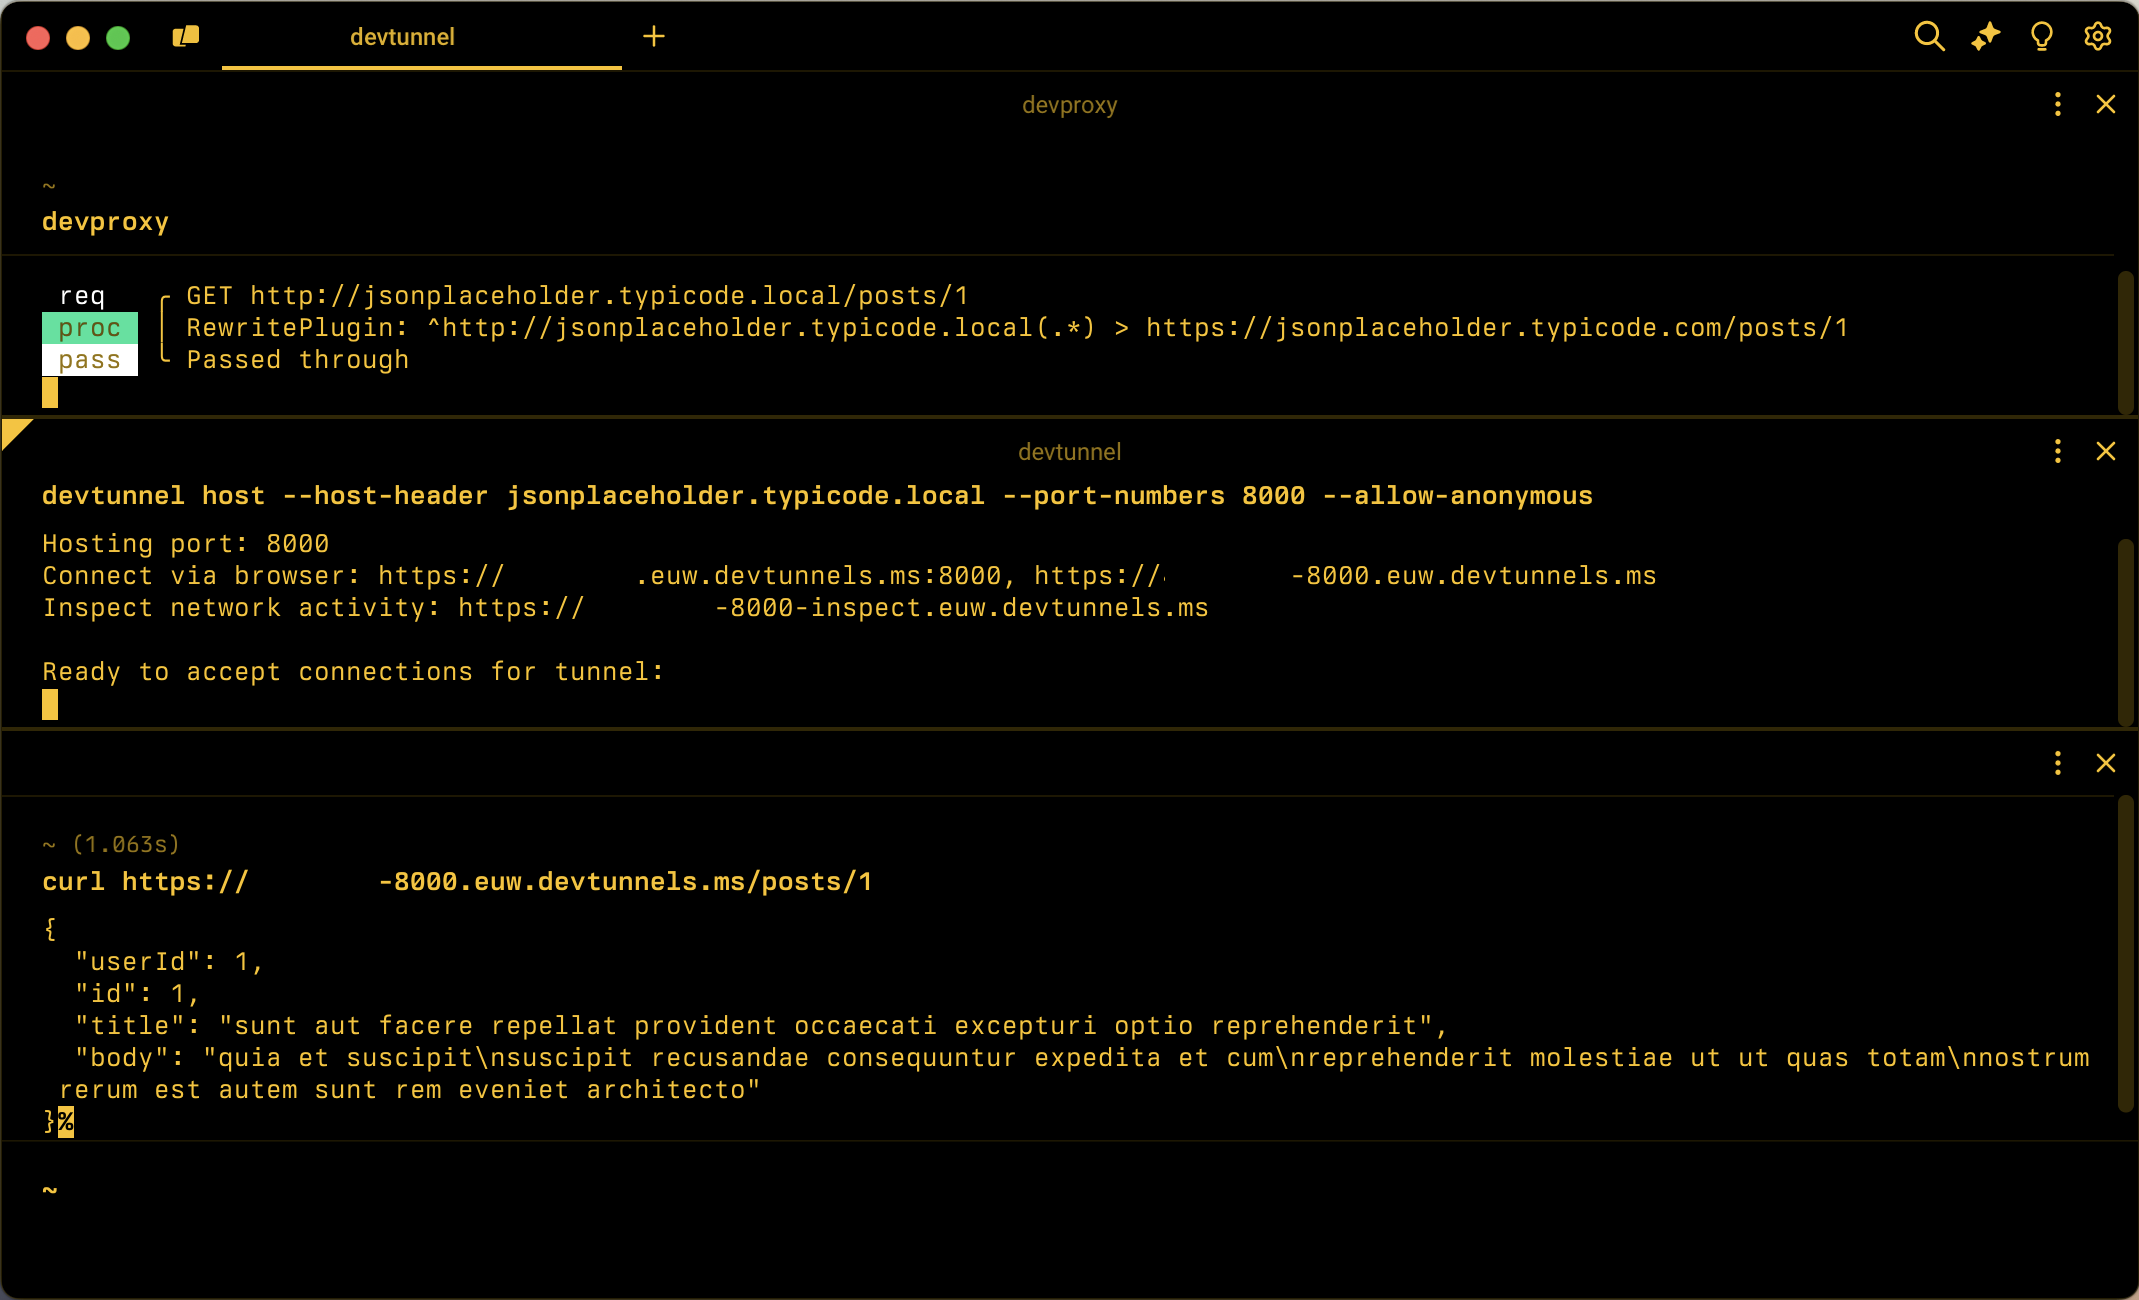 devtunnel
devproxy
~
devproxy
req ╭ GET http://jsonplaceholder.typicode.local/posts/1
proc │ RewritePlugin: ^http://jsonplaceholder.typicode.local(.*) > https://jsonplaceholder.typicode.com/posts/1
pass ╰ Passed through
devtunnel
devtunnel host --host-header jsonplaceholder.typicode.local --port-numbers 8000 --allow-anonymous
Hosting port: 8000
Connect via browser: https://        .euw.devtunnels.ms:8000, https://        -8000.euw.devtunnels.ms
Inspect network activity: https://        -8000-inspect.euw.devtunnels.ms
Ready to accept connections for tunnel:
~ (1.063s)
curl https://        -8000.euw.devtunnels.ms/posts/1
{
  "userId": 1,
  "id": 1,
  "title": "sunt aut facere repellat provident occaecati excepturi optio reprehenderit",
  "body": "quia et suscipit\nsuscipit recusandae consequuntur expedita et cum\nreprehenderit molestiae ut ut quas totam\nnostrum
 rerum est autem sunt rem eveniet architecto"
}%
~